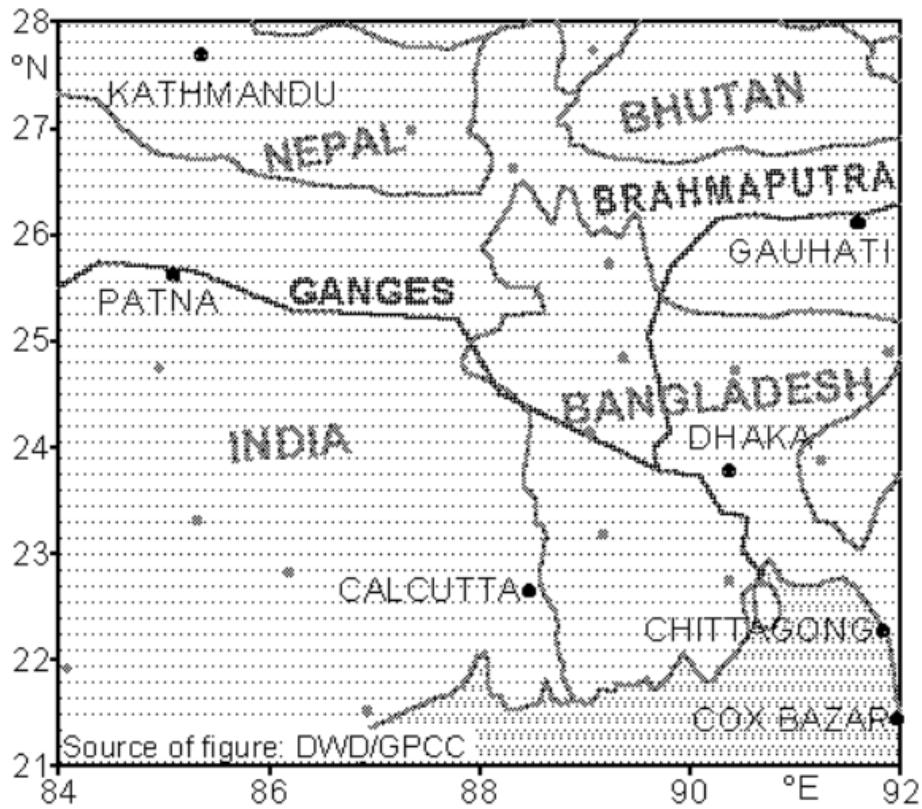 28
°N
KATHMANDU
BHUTAN
27
NEPAL
BRAHMAPUTRA
26
GAUHATI
PATNA
GANGES
25
BANGLADESH
DHAKA
INDIA
24
23
CALCUTTA
CHITTAGONG
22
COX BAZAR
Source of figure: DWD/GPCC
21
84
86
88
90
°E
92